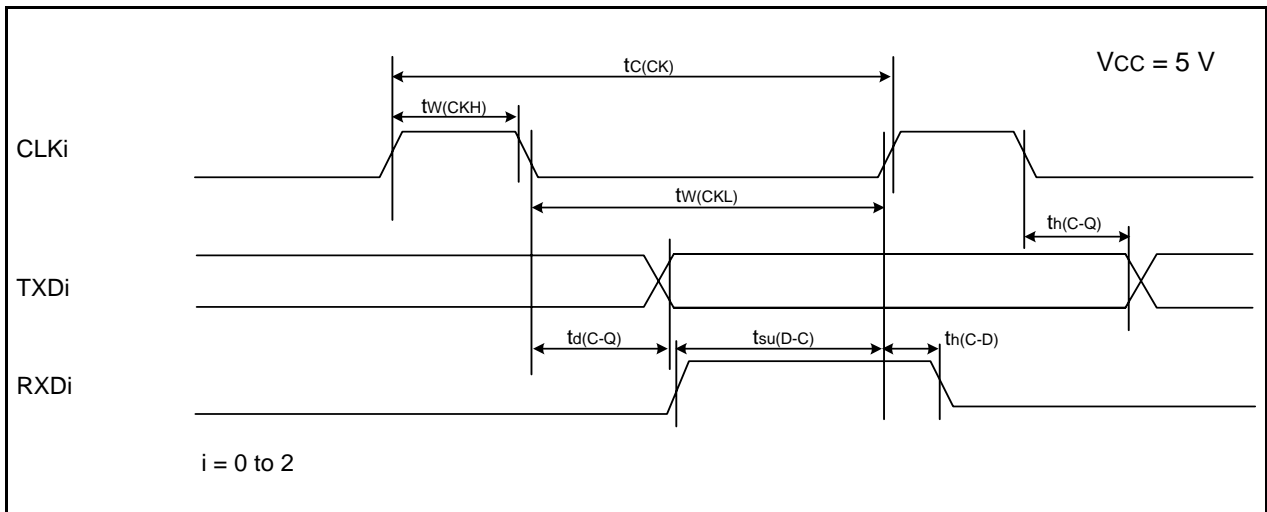 tC(CK)
VCC = 5 V
tW(CKH)
CLKi
tW(CKL)
th(C-Q)
TXDi
td(C-Q)
tsu(D-C)
th(C-D)
RXDi
i = 0 to 2